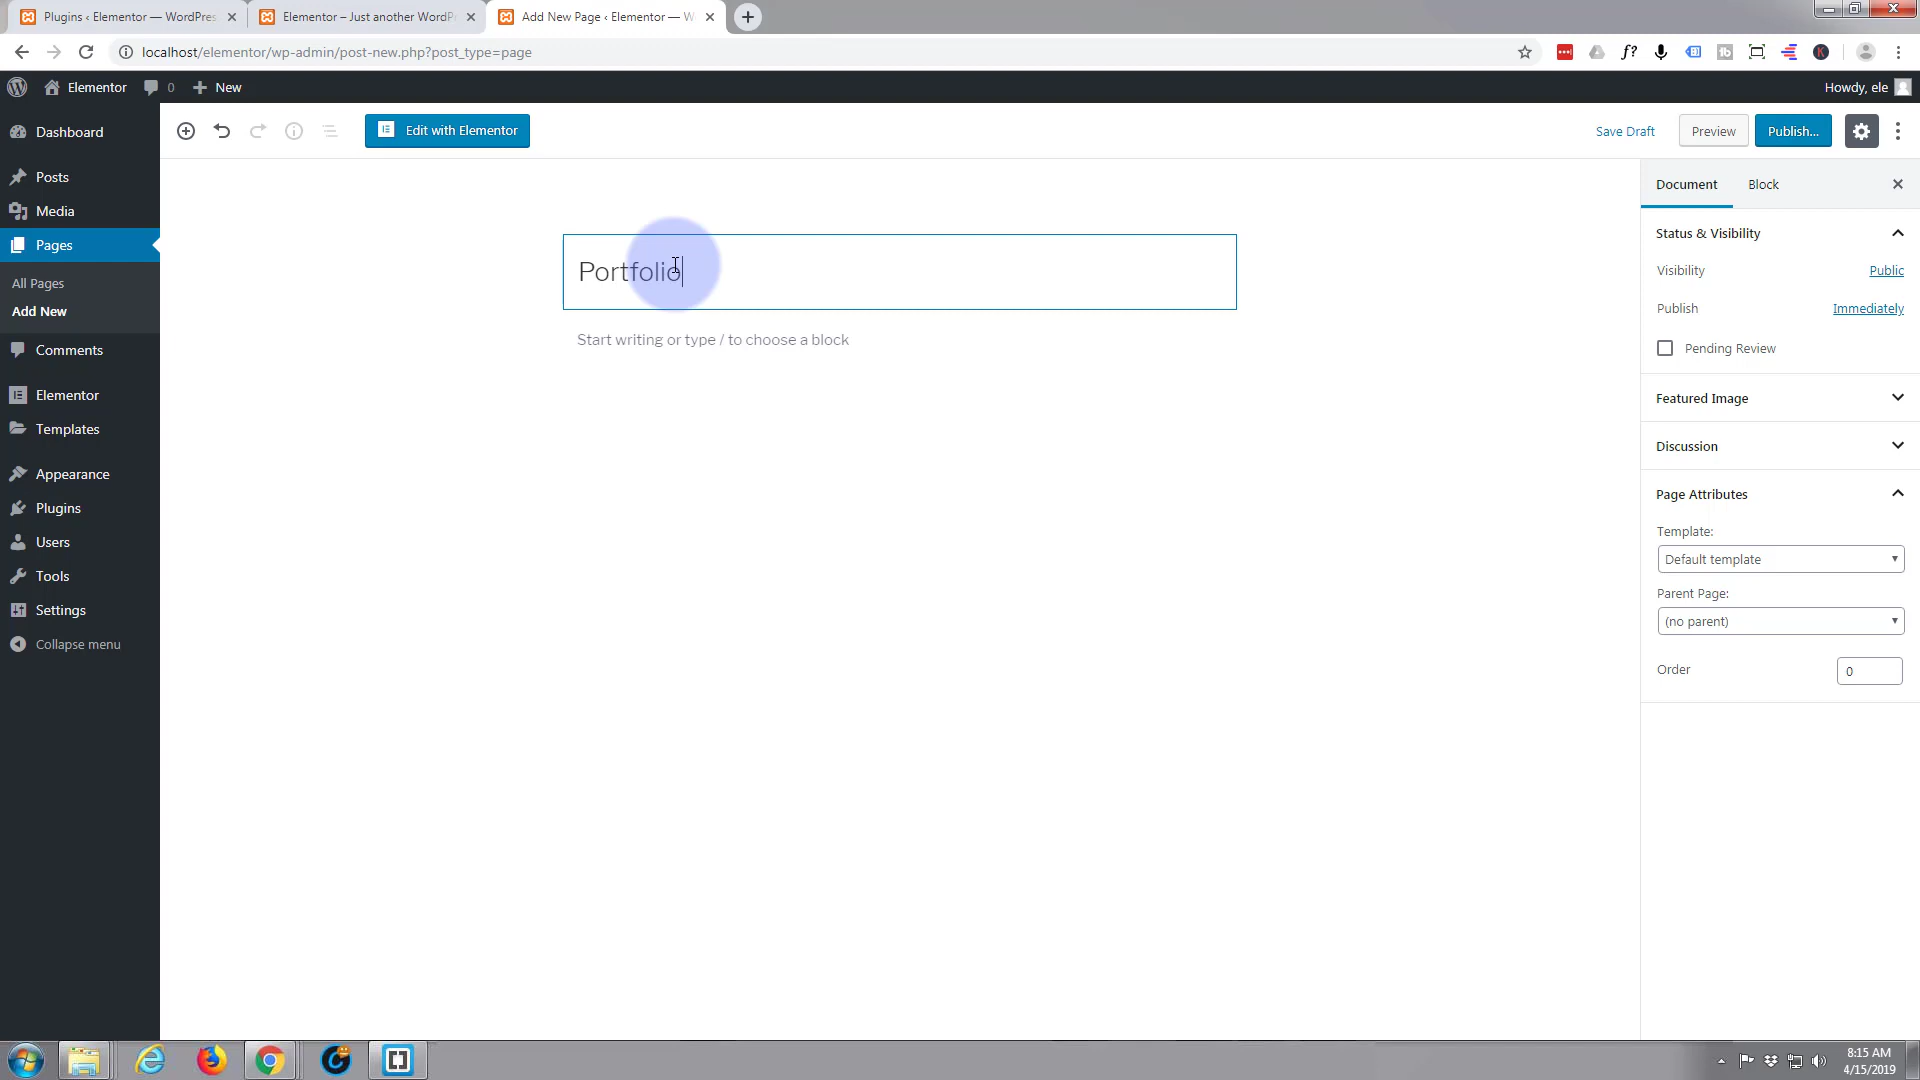 Plugins ‹ Elementor — WordPres
Elementor – Just another WordPr
Add New Page ‹ Elementor — W
localhost/elementor/wp-admin/post-new.php?post_type=page
f?
tb
K
Elementor
0
New
Howdy, ele
Edit with Elementor
Save Draft
Preview
Publish...
Dashboard
Posts
Media
Pages
All Pages
Add New
Comments
Elementor
Templates
Appearance
Plugins
Users
Tools
Settings
Collapse menu
Portfolio
Start writing or type / to choose a block
Document
Block
Status & Visibility
Visibility
Public
Publish
Immediately
Pending Review
Featured Image
Discussion
Page Attributes
Template:
Default template
Parent Page:
(no parent)
Order
0
8:15 AM
4/15/2019